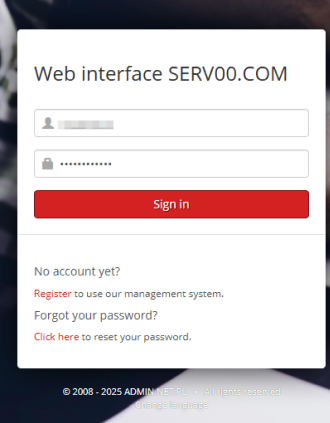 Web interface SERV00.COM
••••••••••••
Sign in
No account yet?
Register to use our management system.
Forgot your password?
Click here to reset your password.
© 2008 - 2025 ADMIN.NET.PL • All rights reserved
Change language